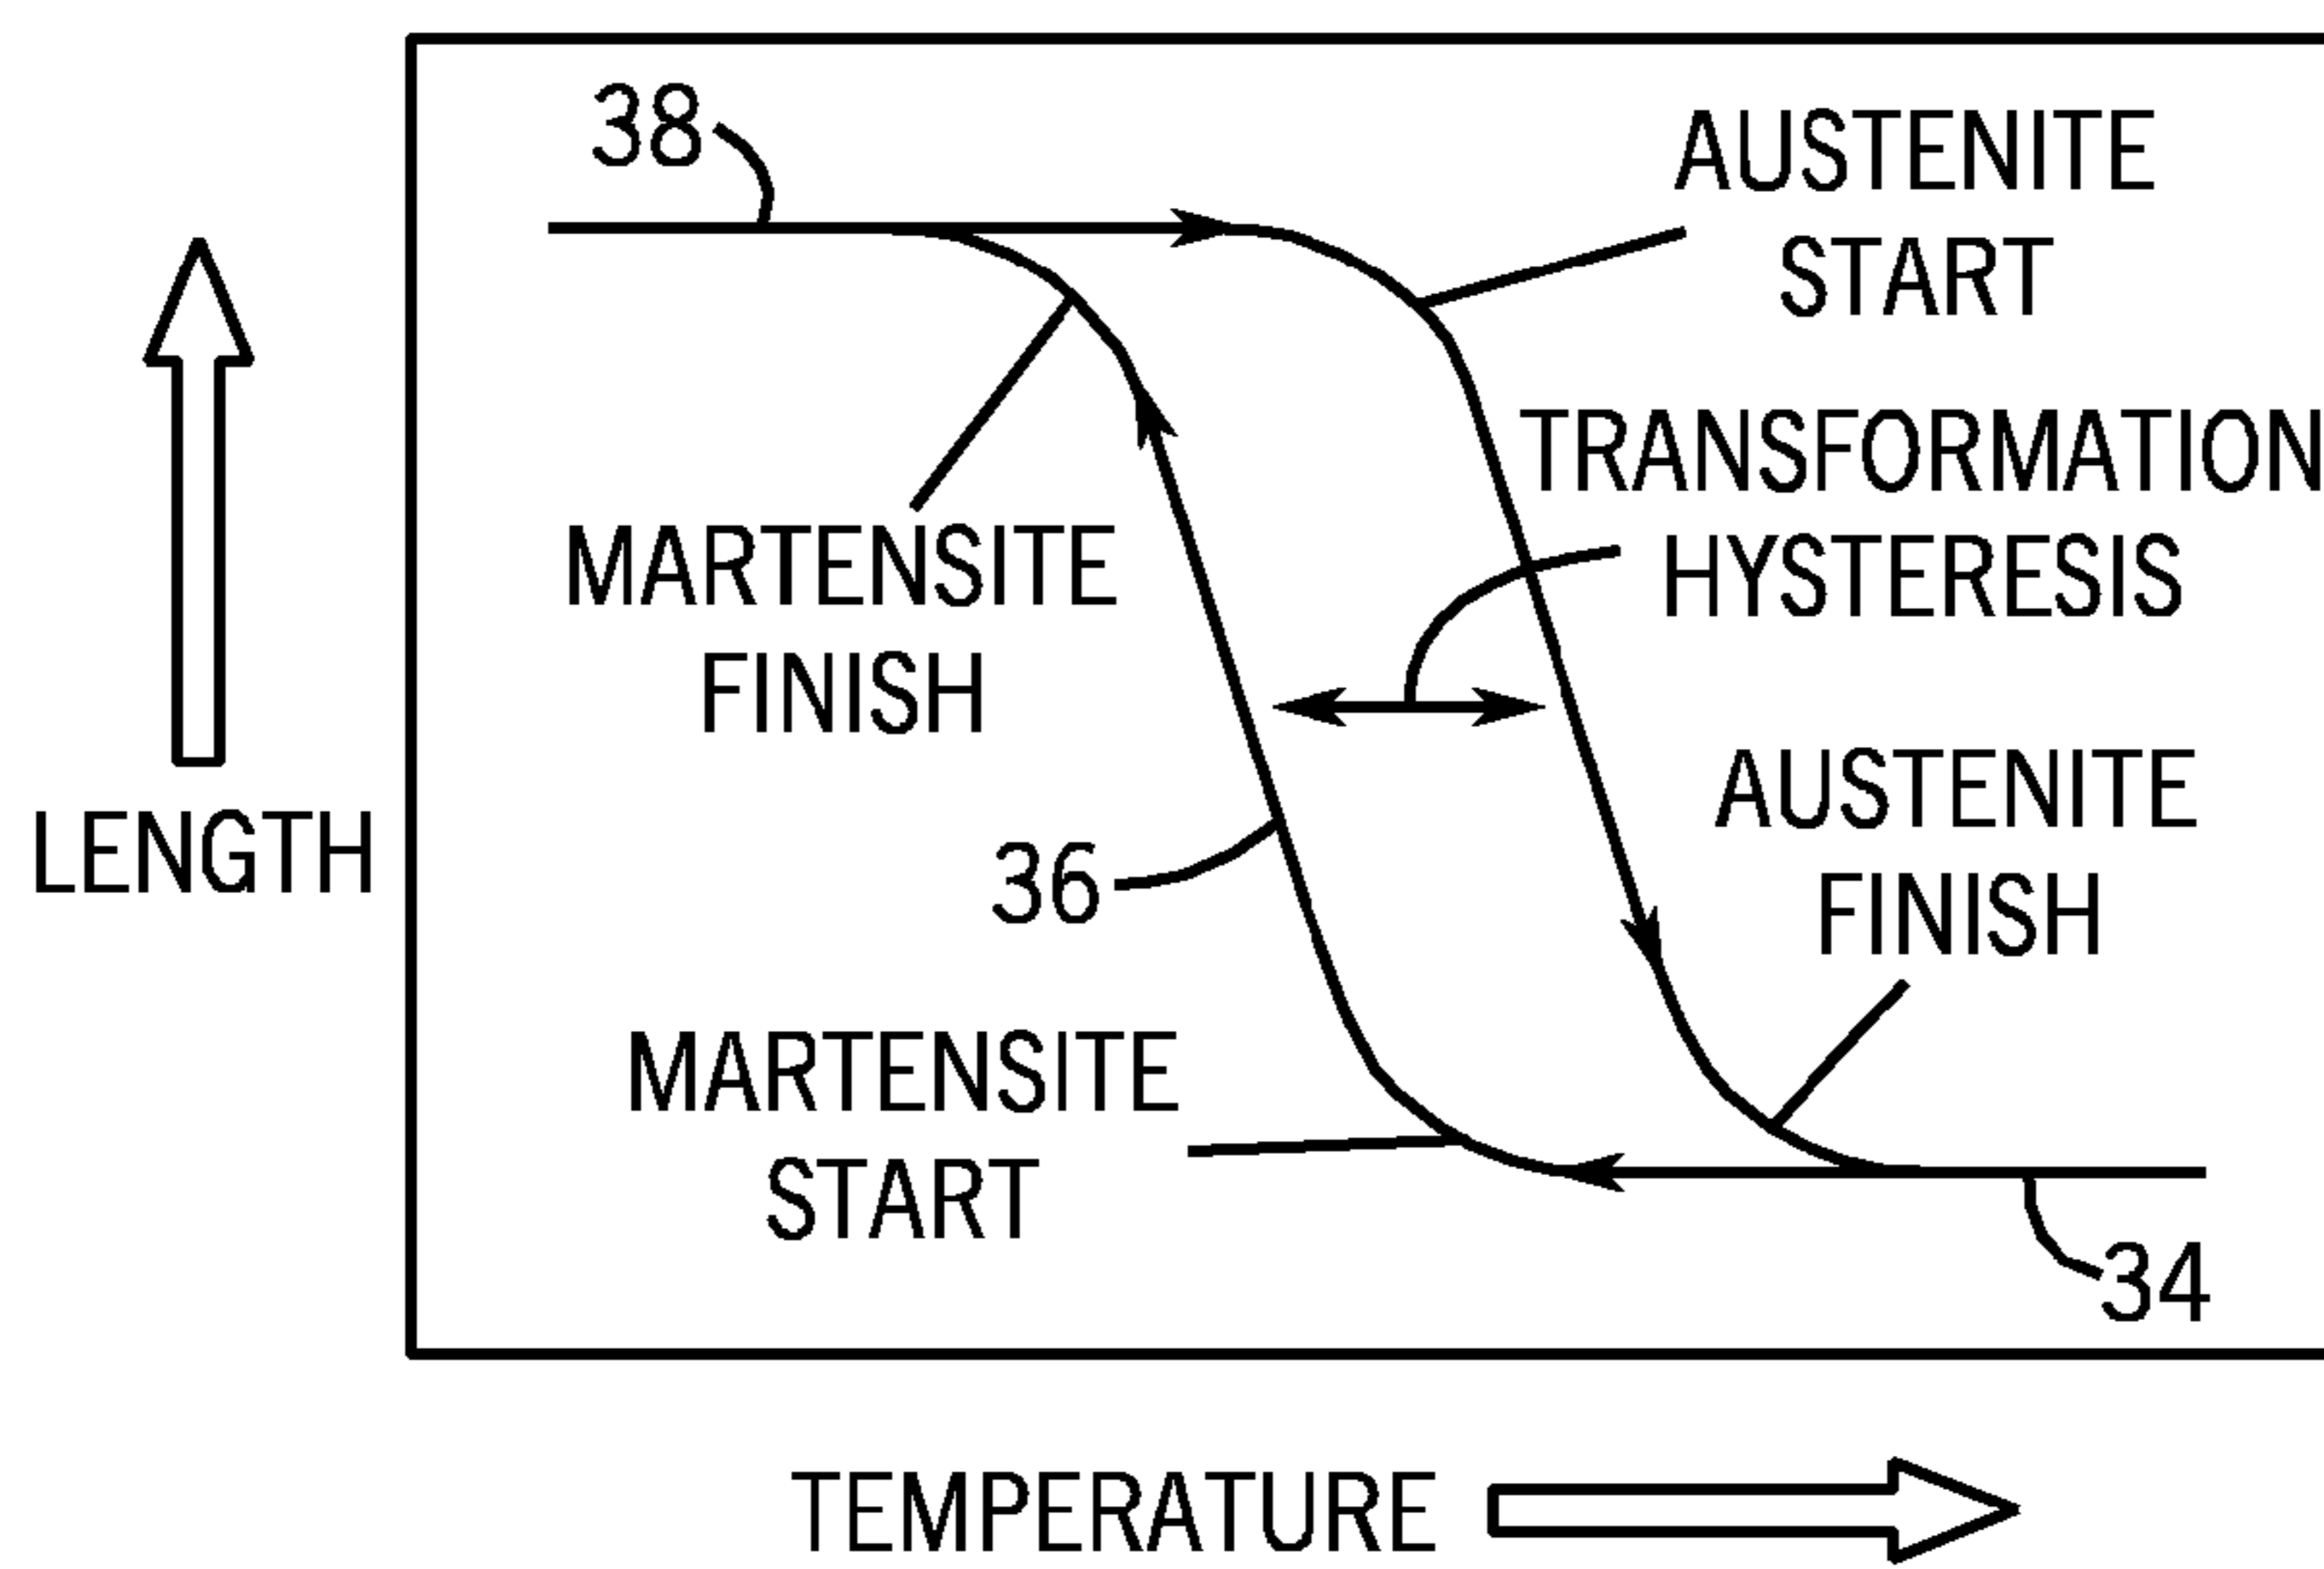 38
AUSTENITE
START
TRANSFORMATION
HYSTERESIS
MARTENSITE
FINISH
LENGTH
AUSTENITE
FINISH
36
MARTENSITE
START
34
TEMPERATURE